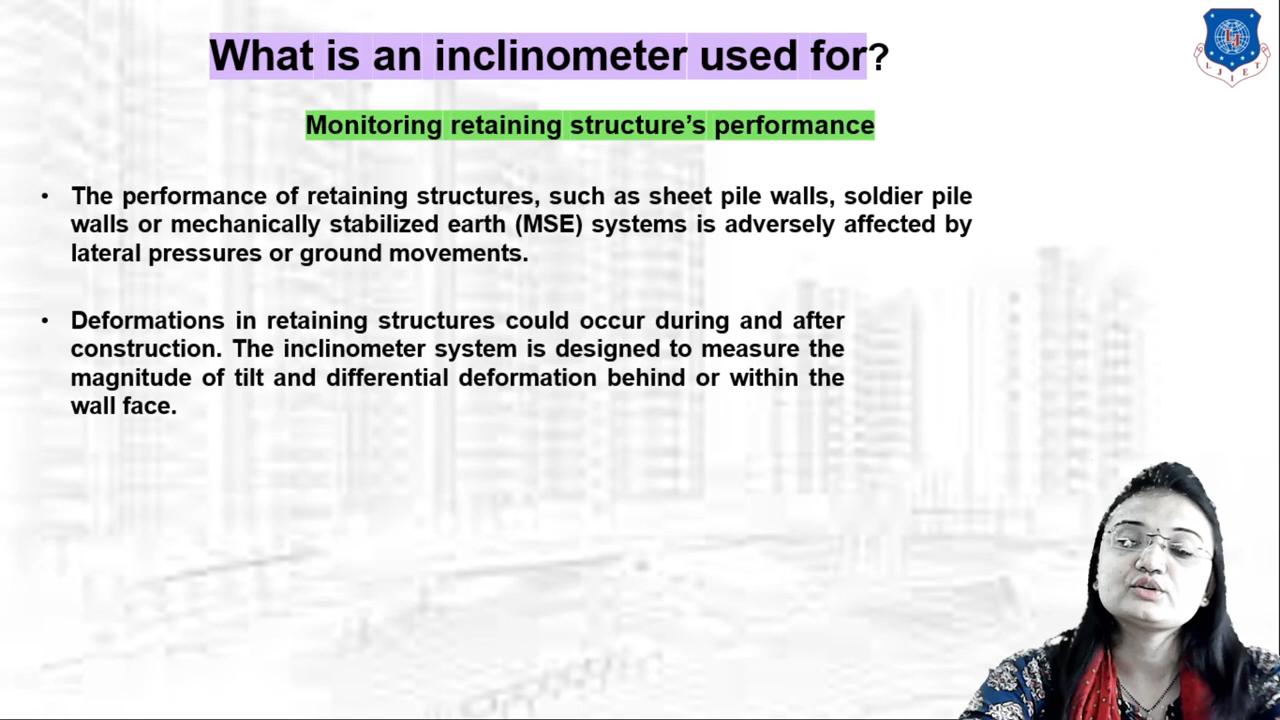 What is an inclinometer used for?
L J I E T
Monitoring retaining structure’s performance
• The performance of retaining structures, such as sheet pile walls, soldier pile
walls or mechanically stabilized earth (MSE) systems is adversely affected by
lateral pressures or ground movements.
• Deformations in retaining structures could occur during and after
construction. The inclinometer system is designed to measure the
magnitude of tilt and differential deformation behind or within the
wall face.